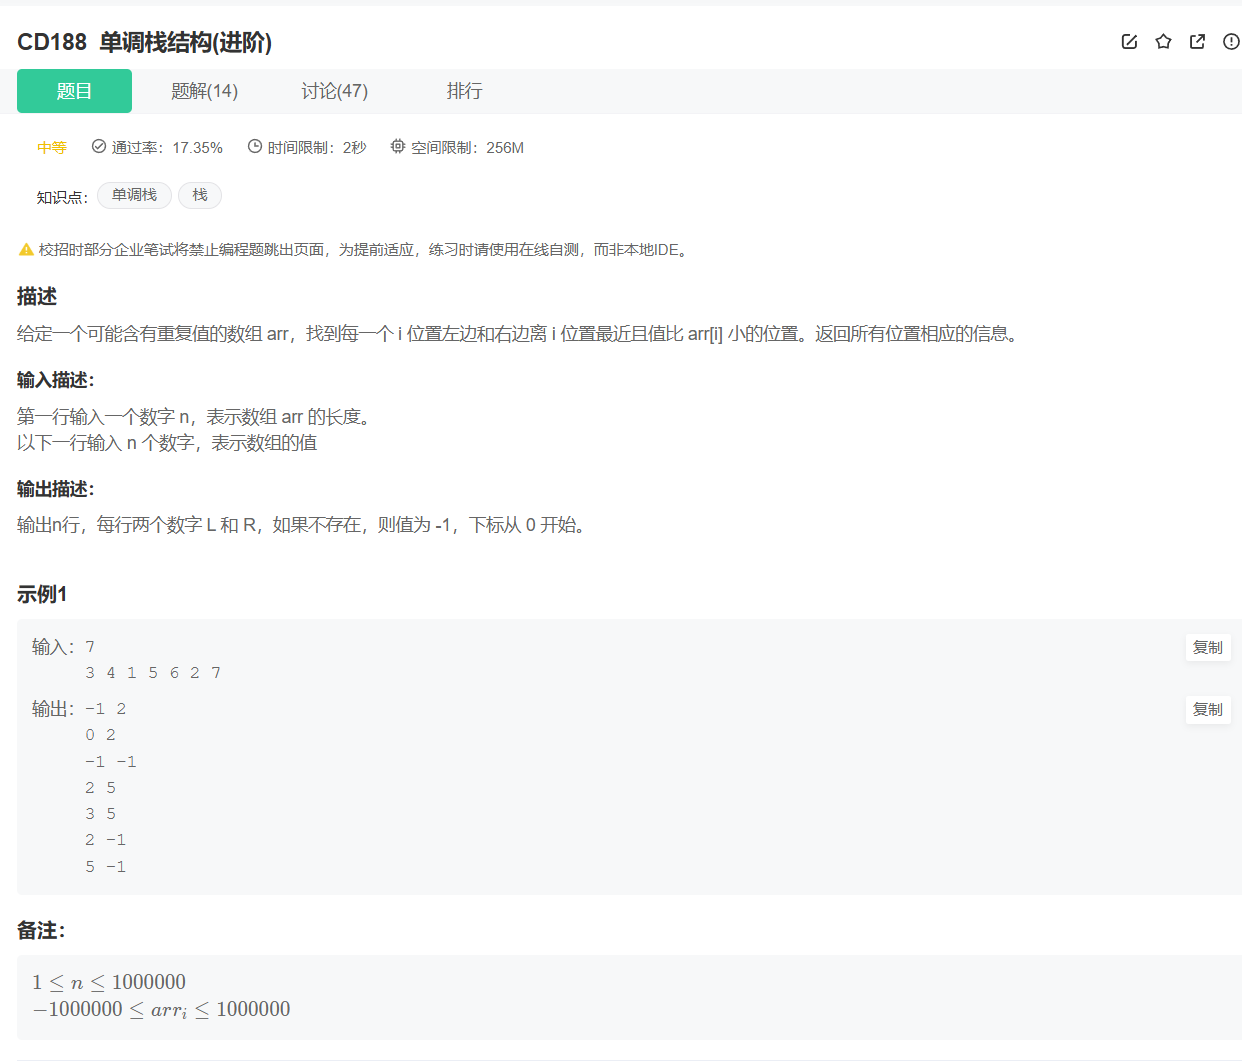 CD188 单调栈结构(进阶)
题目 题解(14) 讨论(47) 排行
中等 通过率：17.35% 时间限制：2秒 空间限制：256M
知识点： 单调栈 栈
校招时部分企业笔试将禁止编程题跳出页面，为提前适应，练习时请使用在线自测，而非本地IDE。
描述
给定一个可能含有重复值的数组 arr，找到每一个 i 位置左边和右边离 i 位置最近且值比 arr[i] 小的位置。返回所有位置相应的信息。
输入描述：
第一行输入一个数字 n，表示数组 arr 的长度。
以下一行输入 n 个数字，表示数组的值
输出描述：
输出n行，每行两个数字 L 和 R，如果不存在，则值为 -1，下标从 0 开始。
示例1
输入：7 复制
3 4 1 5 6 2 7
输出：-1 2 复制
0 2
-1 -1
2 5
3 5
2 -1
5 -1
备注：
1 ≤ n ≤ 1000000
−1000000 ≤ arrᵢ ≤ 1000000